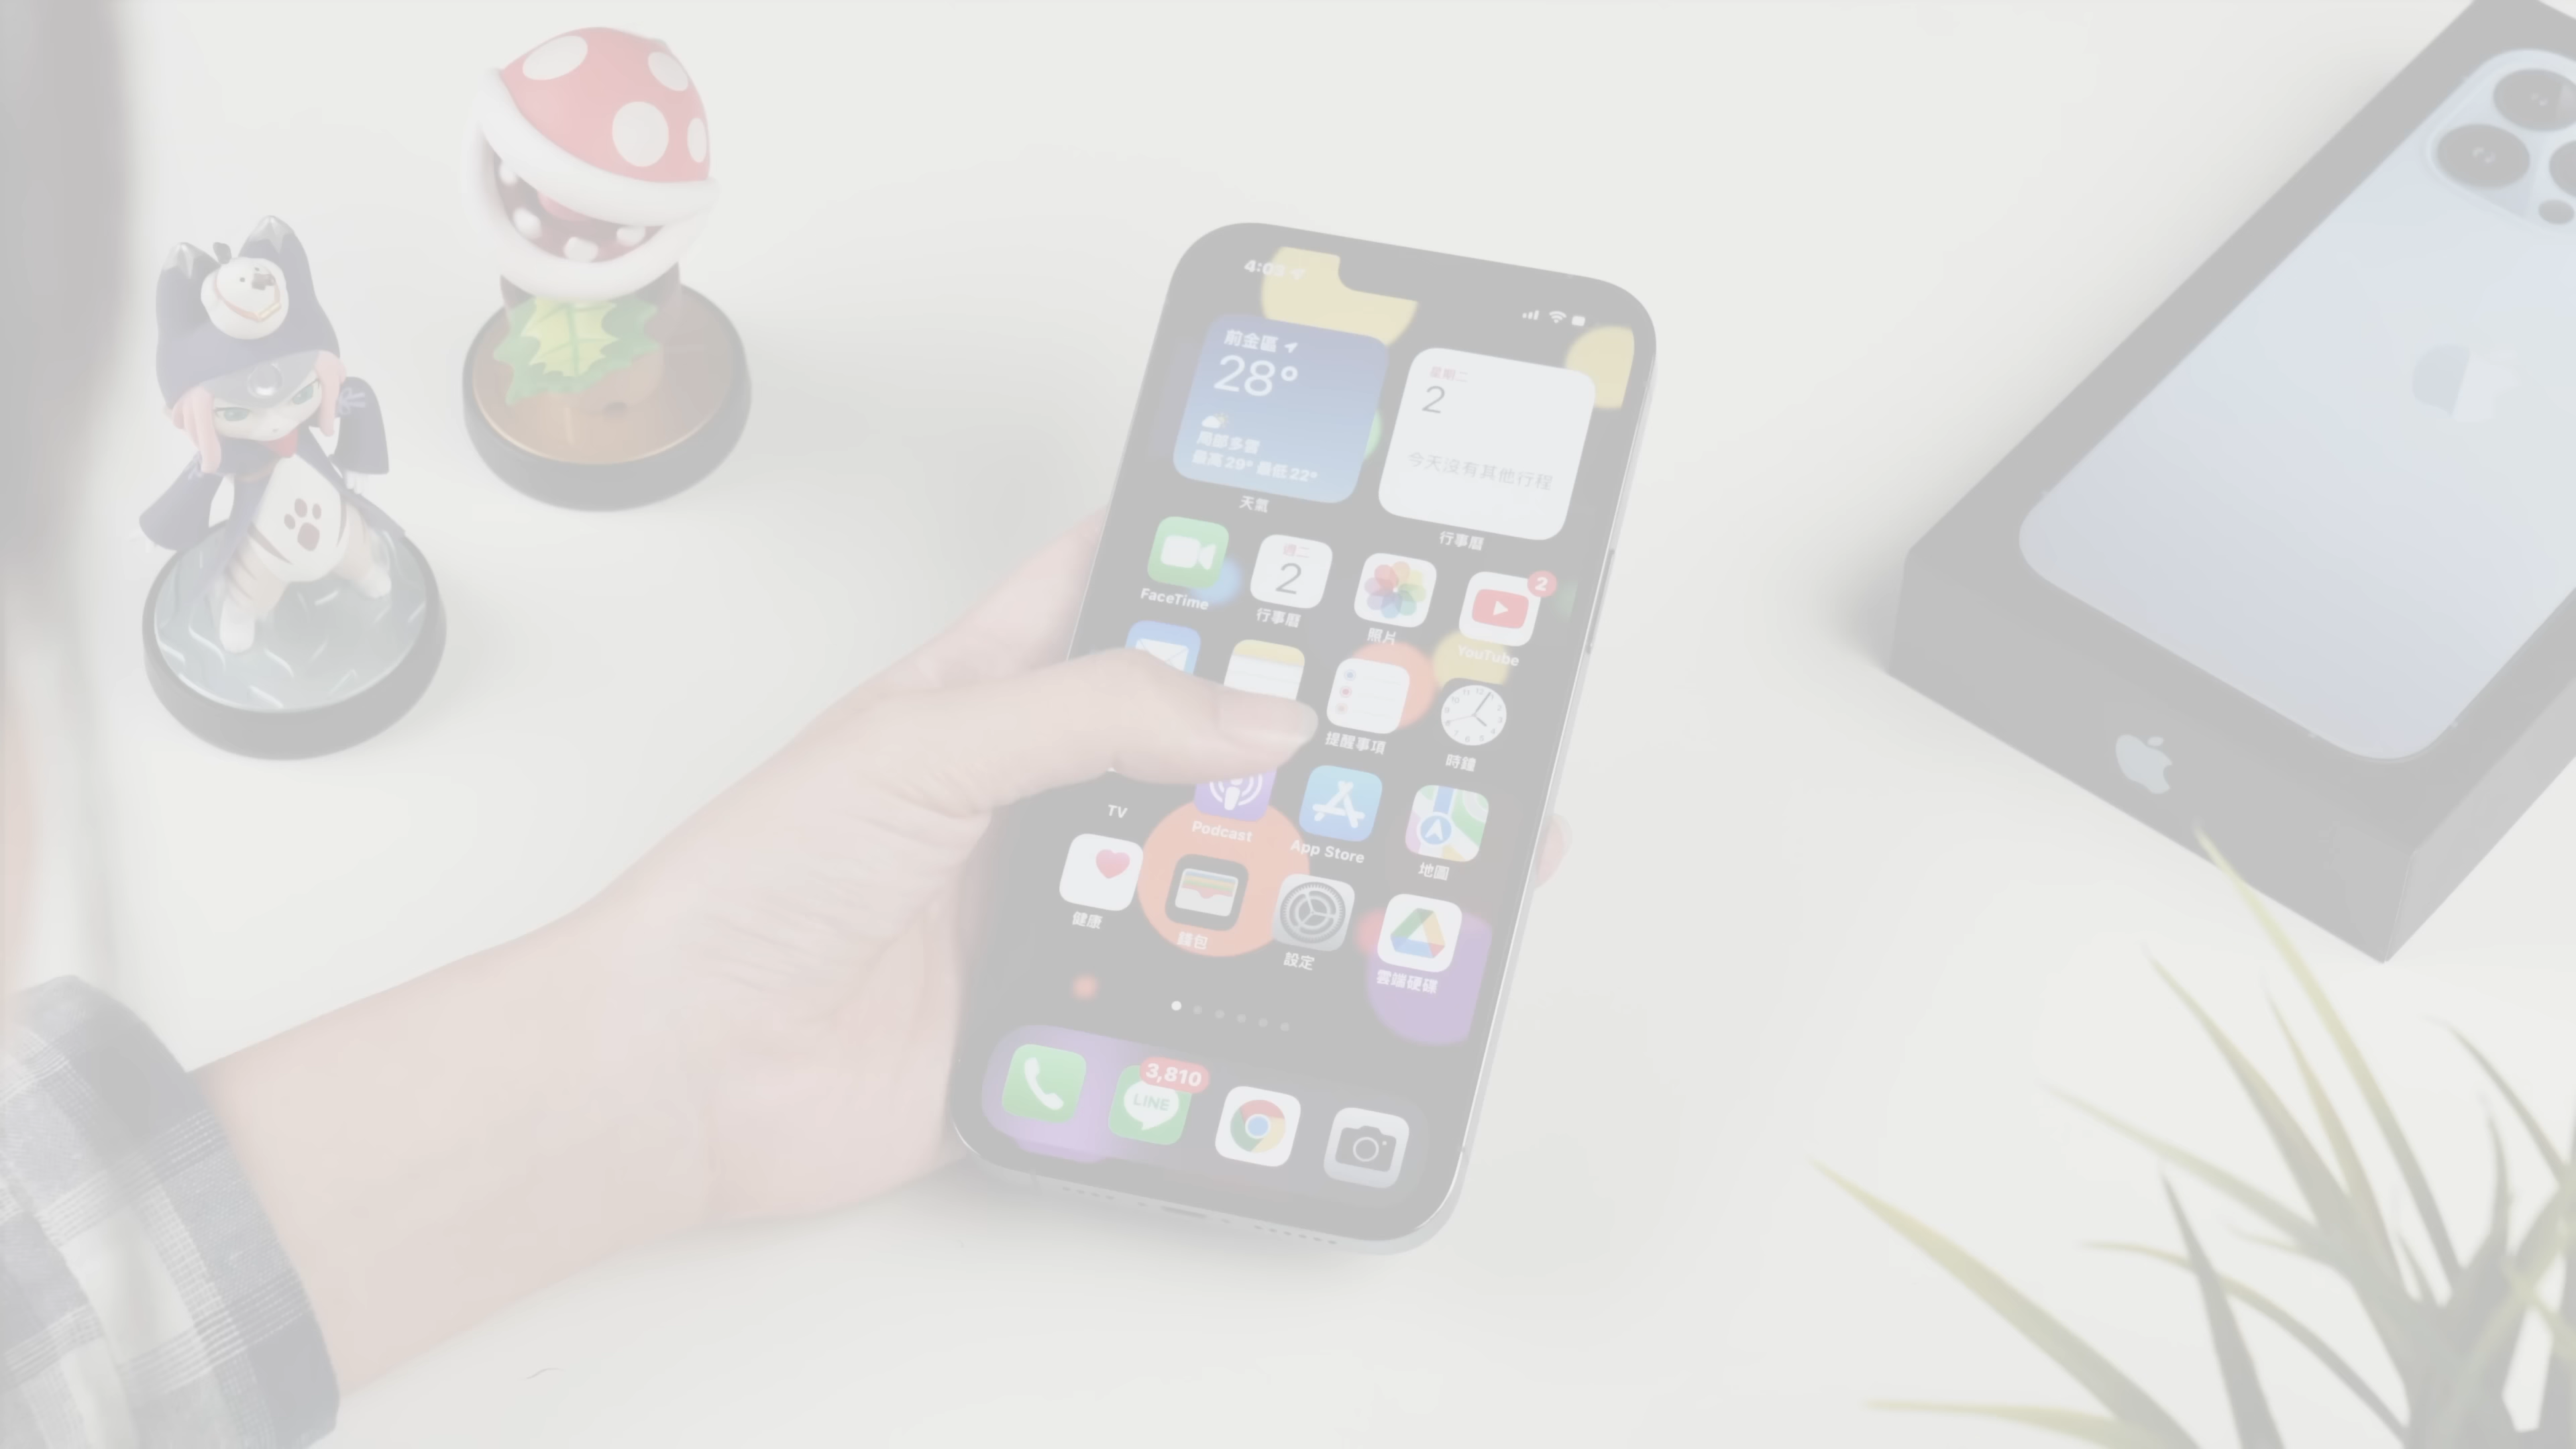 前金區
28°
局部多雲
最高29° 最低22°
天氣
星期二
2
今天沒有其他行程
行事曆
FaceTime
週二
2
行事曆
照片
2
YouTube
提醒事項
時鐘
TV
Podcast
App Store
地圖
健康
錢包
設定
雲端硬碟
3,810
LINE